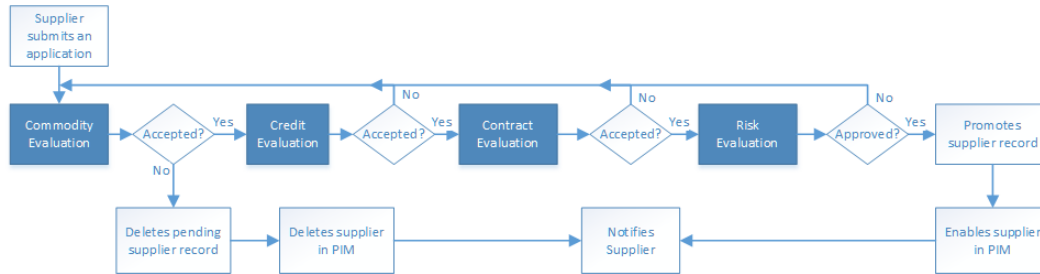 Supplier
submits an
application
No
No
No
Commodity
Evaluation
Accepted?
Yes
Credit
Evaluation
Accepted?
Yes
Contract
Evaluation
Accepted?
Yes
Risk
Evaluation
Approved?
Yes
Promotes
supplier record
No
Deletes pending
supplier record
Deletes supplier
in PIM
Notifies
Supplier
Enables supplier
in PIM